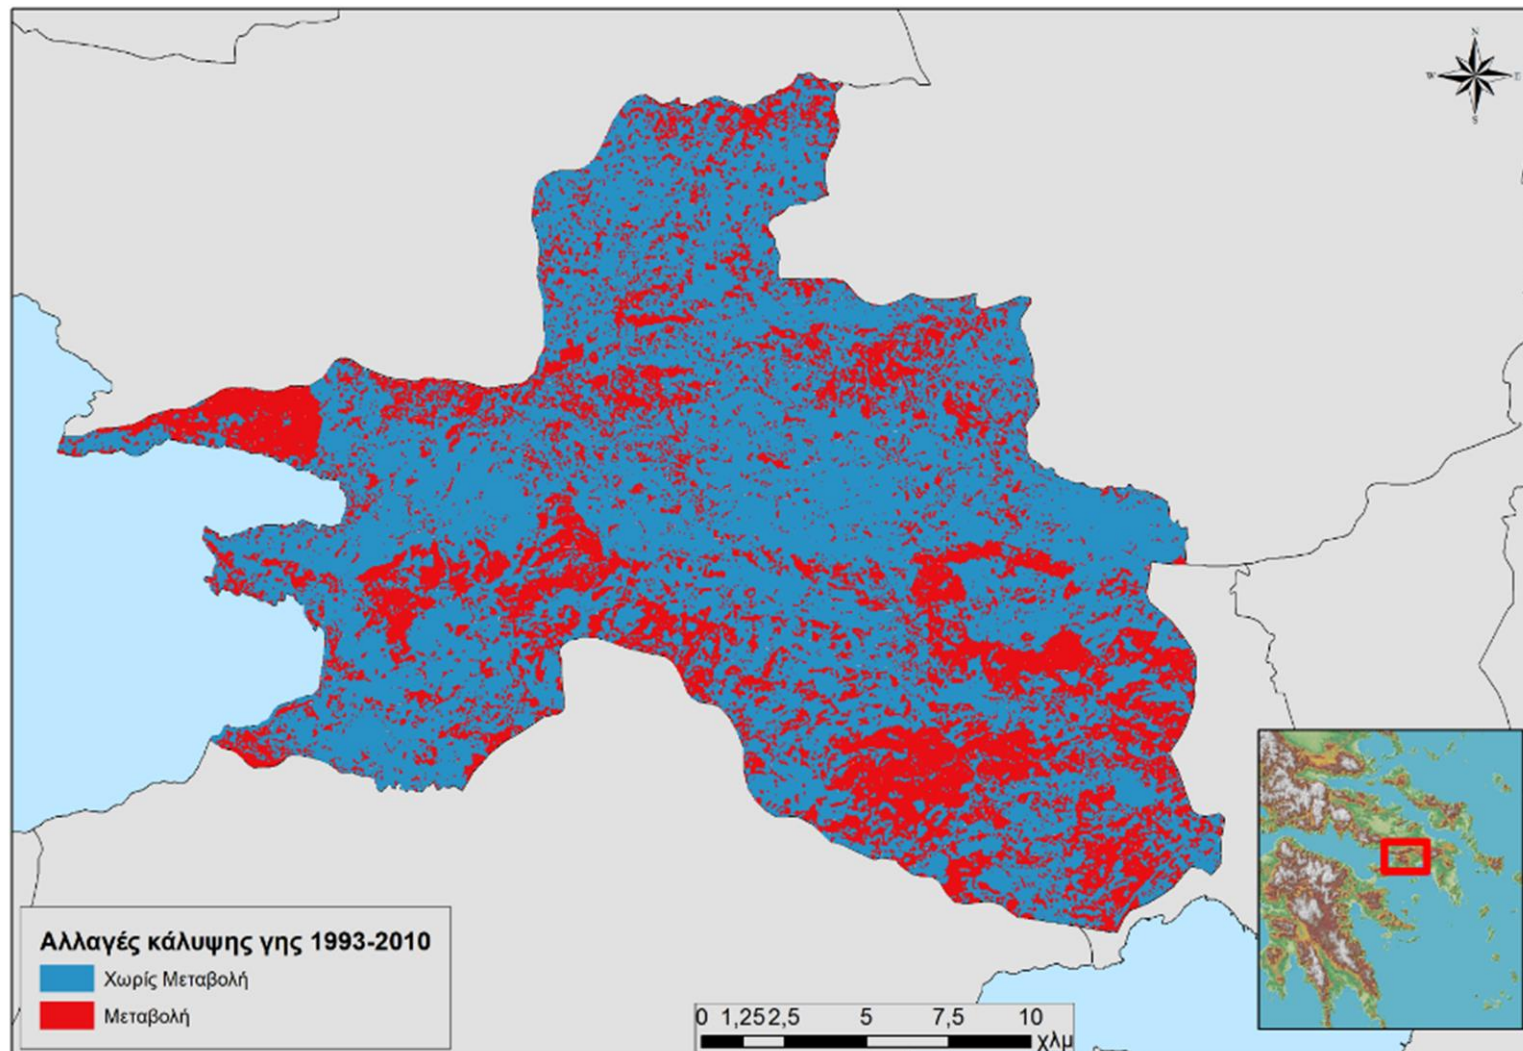 N
W E
S
Αλλαγές κάλυψης γης 1993-2010
Χωρίς Μεταβολή
Μεταβολή
0 1,25 2,5 5 7,5 10
χλμ